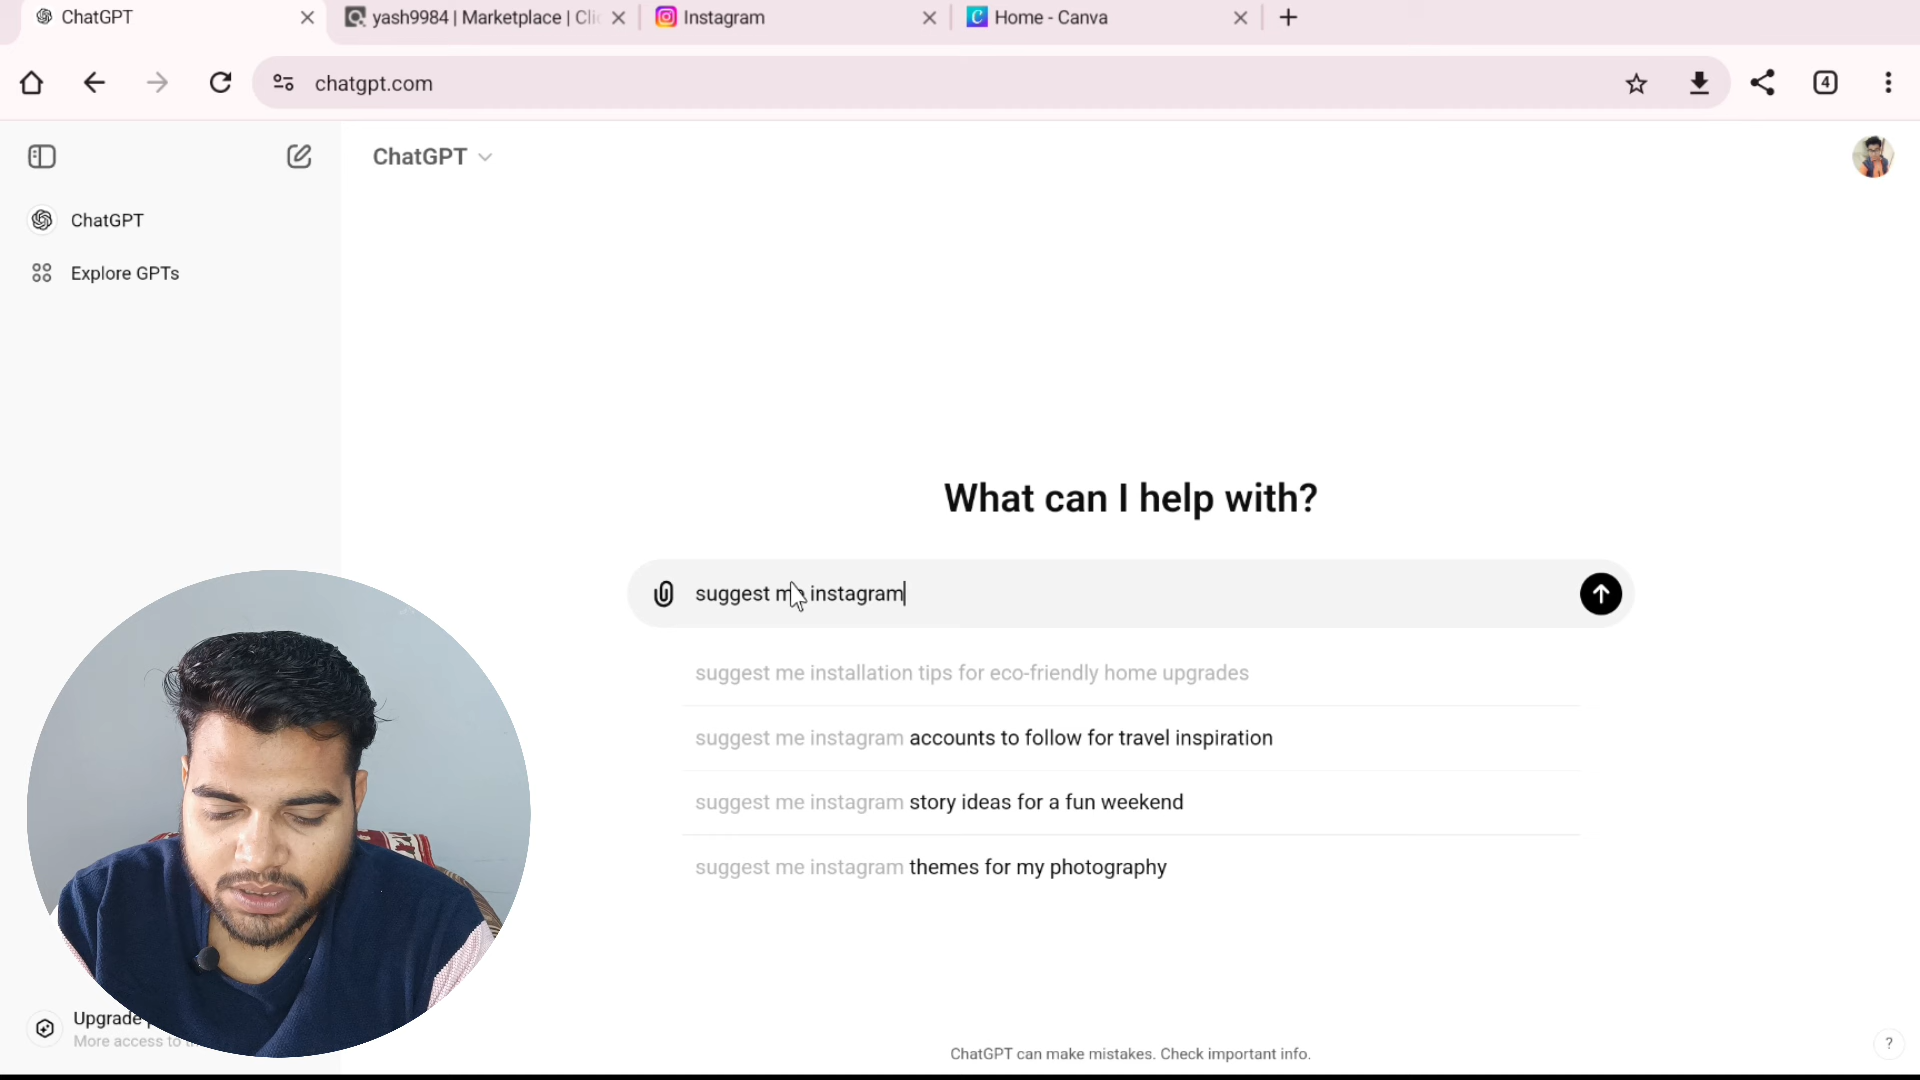 ChatGPT
yash9984 | Marketplace | Clic
Instagram
Home - Canva
chatgpt.com
4
ChatGPT
ChatGPT
Explore GPTs
What can I help with?
suggest me instagram
suggest me installation tips for eco-friendly home upgrades
suggest me instagram accounts to follow for travel inspiration
suggest me instagram story ideas for a fun weekend
suggest me instagram themes for my photography
Upgrade
More access to
ChatGPT can make mistakes. Check important info.
?